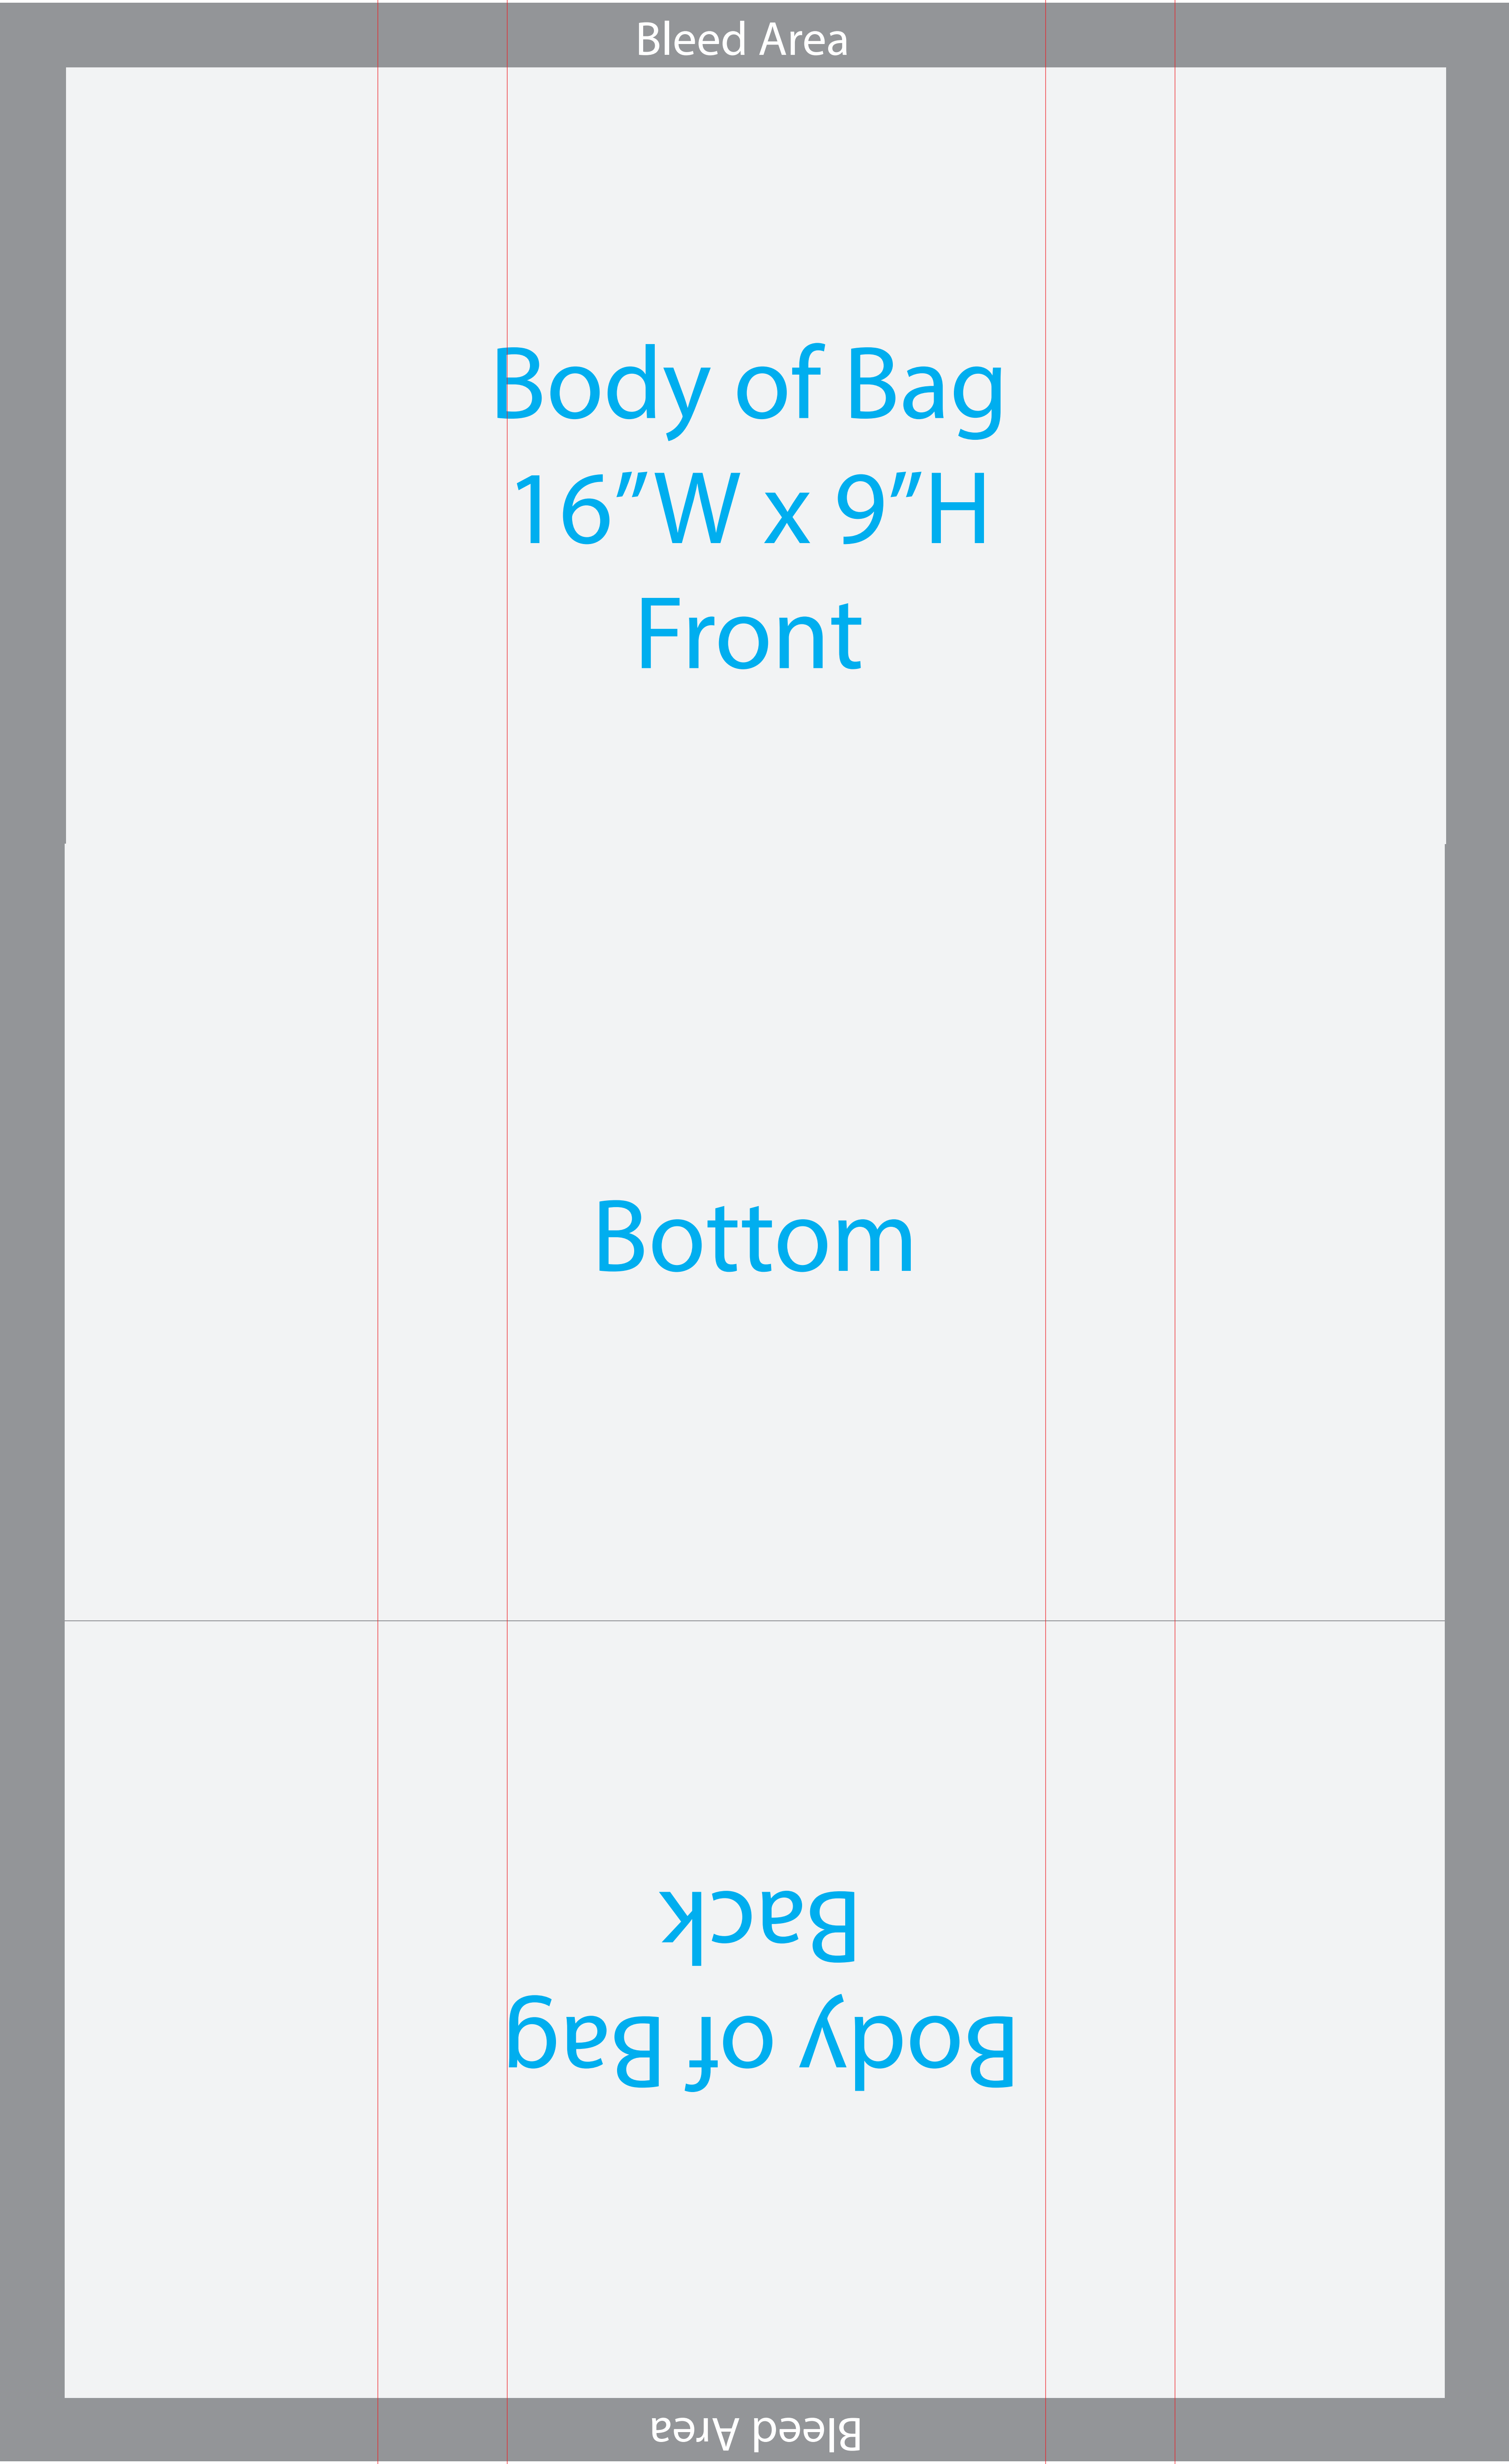 Bleed Area
Body of Bag
16”W x 9”H
Front
Bottom
Body of Bag
Back
Bleed Area